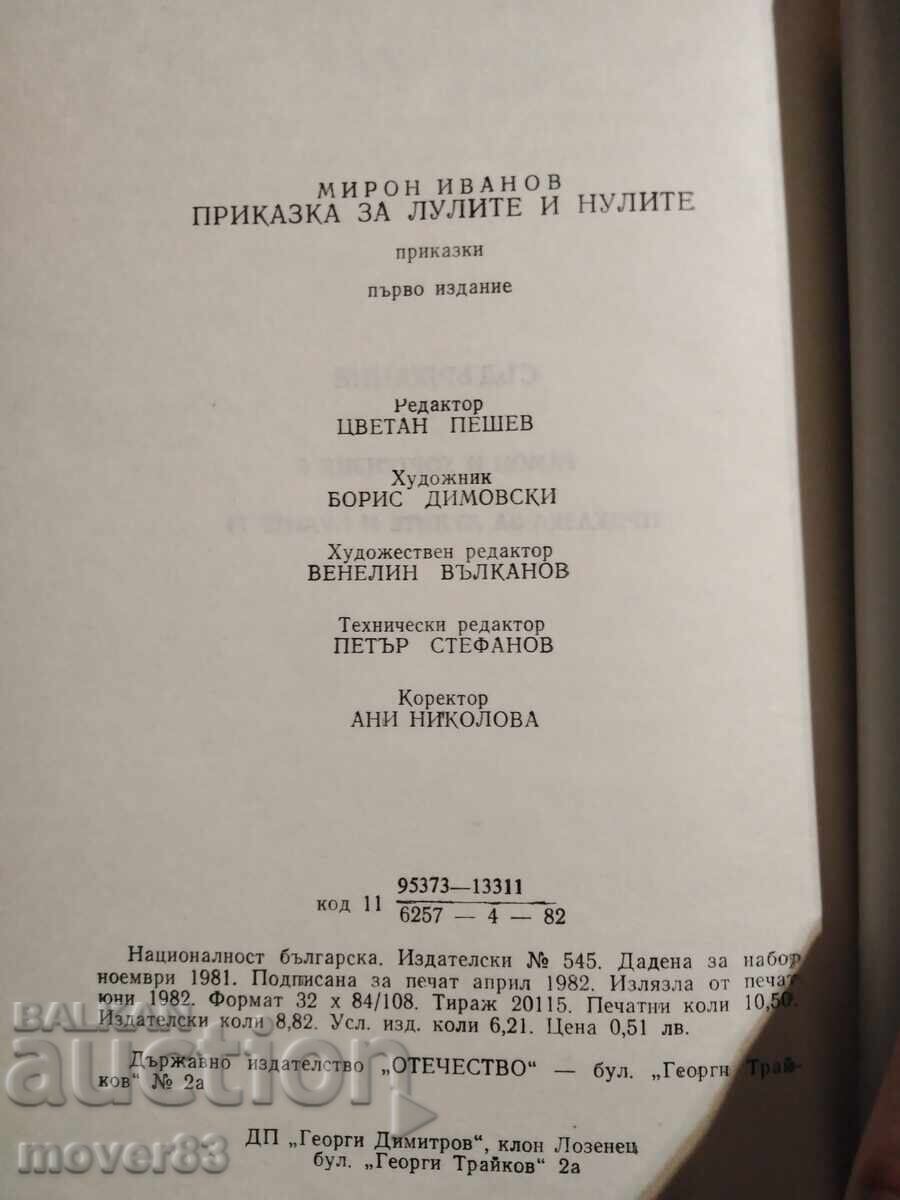 МИРОН ИВАНОВ
ПРИКАЗКА ЗА ЛУЛИТЕ И НУЛИТЕ
приказки
първо издание
Редактор
ЦВЕТАН ПЕШЕВ
Художник
БОРИС ДИМОВСКИ
Художествен редактор
ВЕНЕЛИН ВЪЛКАНОВ
Технически редактор
ПЕТЪР СТЕФАНОВ
Коректор
АНИ НИКОЛОВА
95373—13311
код 11
6257 — 4 — 82
Националност българска. Издателски № 545. Дадена за набор
ноември 1981. Подписана за печат април 1982. Излязла от печат
юни 1982. Формат 32 х 84/108. Тираж 20115. Печатни коли 10,50.
Издателски коли 8,82. Усл. изд. коли 6,21. Цена 0,51 лв.
Държавно издателство „ОТЕЧЕСТВО“ — бул. „Георги Трай-
ков“ № 2а
ДП „Георги Димитров“, клон Лозенец
бул. „Георги Трайков“ 2а
BALKAN
auction
mover83